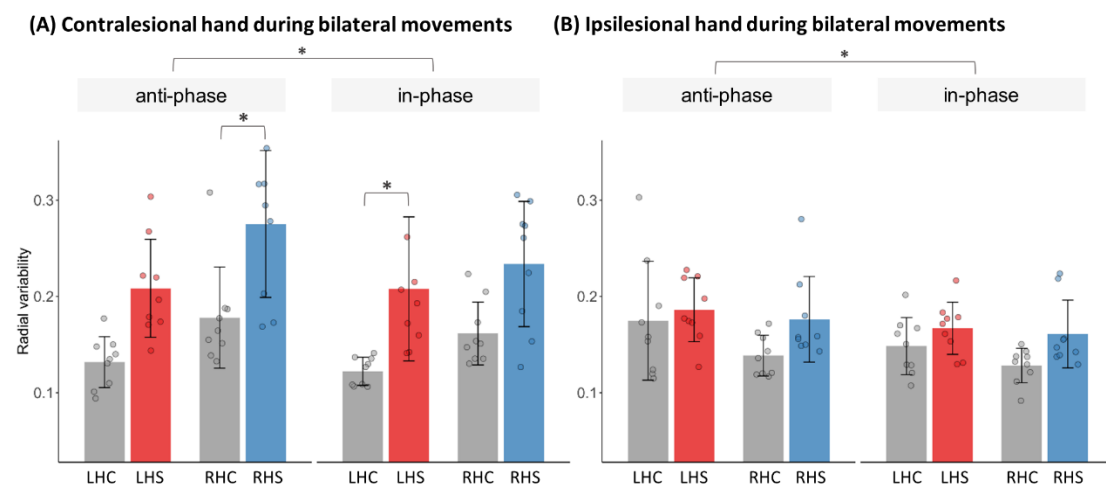 (A) Contralesional hand during bilateral movements
(B) Ipsilesional hand during bilateral movements
*
*
anti-phase
in-phase
anti-phase
in-phase
*
*
Radial variability
0.3
0.2
0.1
0.3
0.2
0.1
LHC LHS RHC RHS LHC LHS RHC RHS
LHC LHS RHC RHS LHC LHS RHC RHS